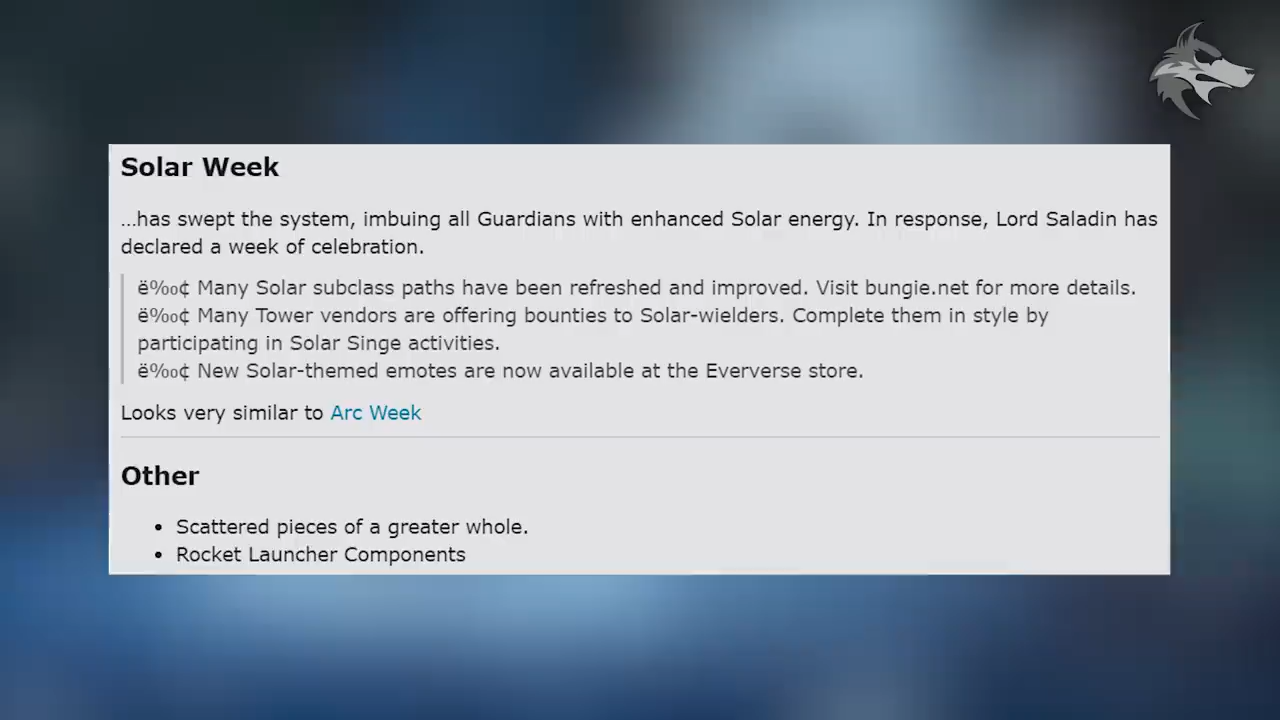 Solar Week
...has swept the system, imbuing all Guardians with enhanced Solar energy. In response, Lord Saladin has
declared a week of celebration.
ë‰¢ Many Solar subclass paths have been refreshed and improved. Visit bungie.net for more details.
ë‰¢ Many Tower vendors are offering bounties to Solar-wielders. Complete them in style by
participating in Solar Singe activities.
ë‰¢ New Solar-themed emotes are now available at the Eververse store.
Looks very similar to Arc Week
Other
• Scattered pieces of a greater whole.
• Rocket Launcher Components